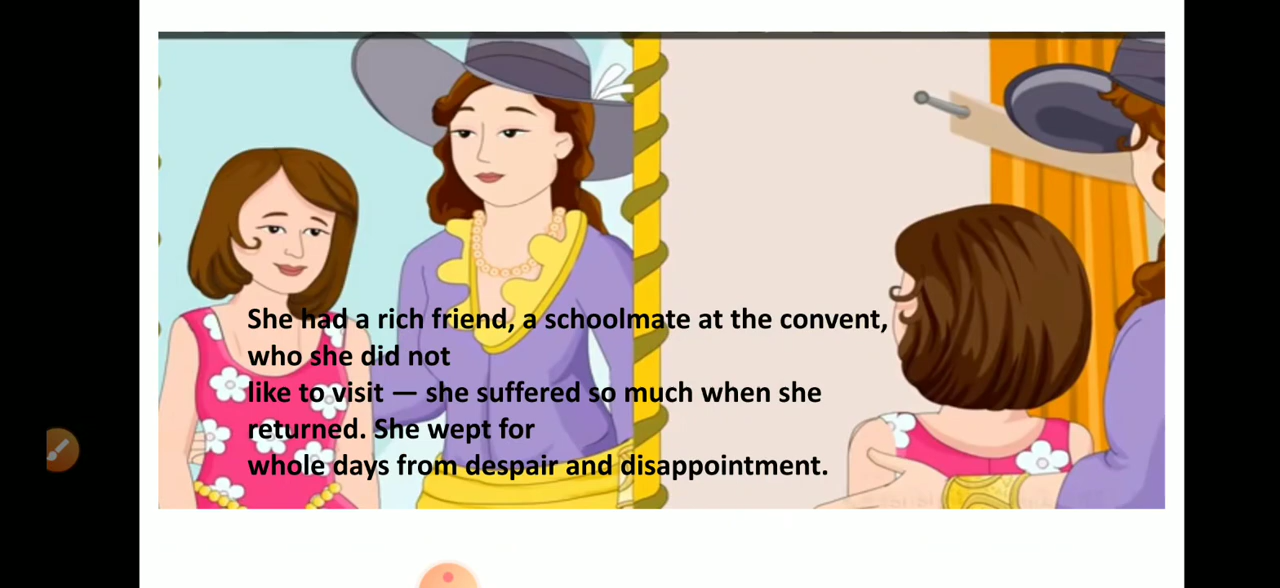 She had a rich friend, a schoolmate at the convent,
who she did not
like to visit — she suffered so much when she
returned. She wept for
whole days from despair and disappointment.